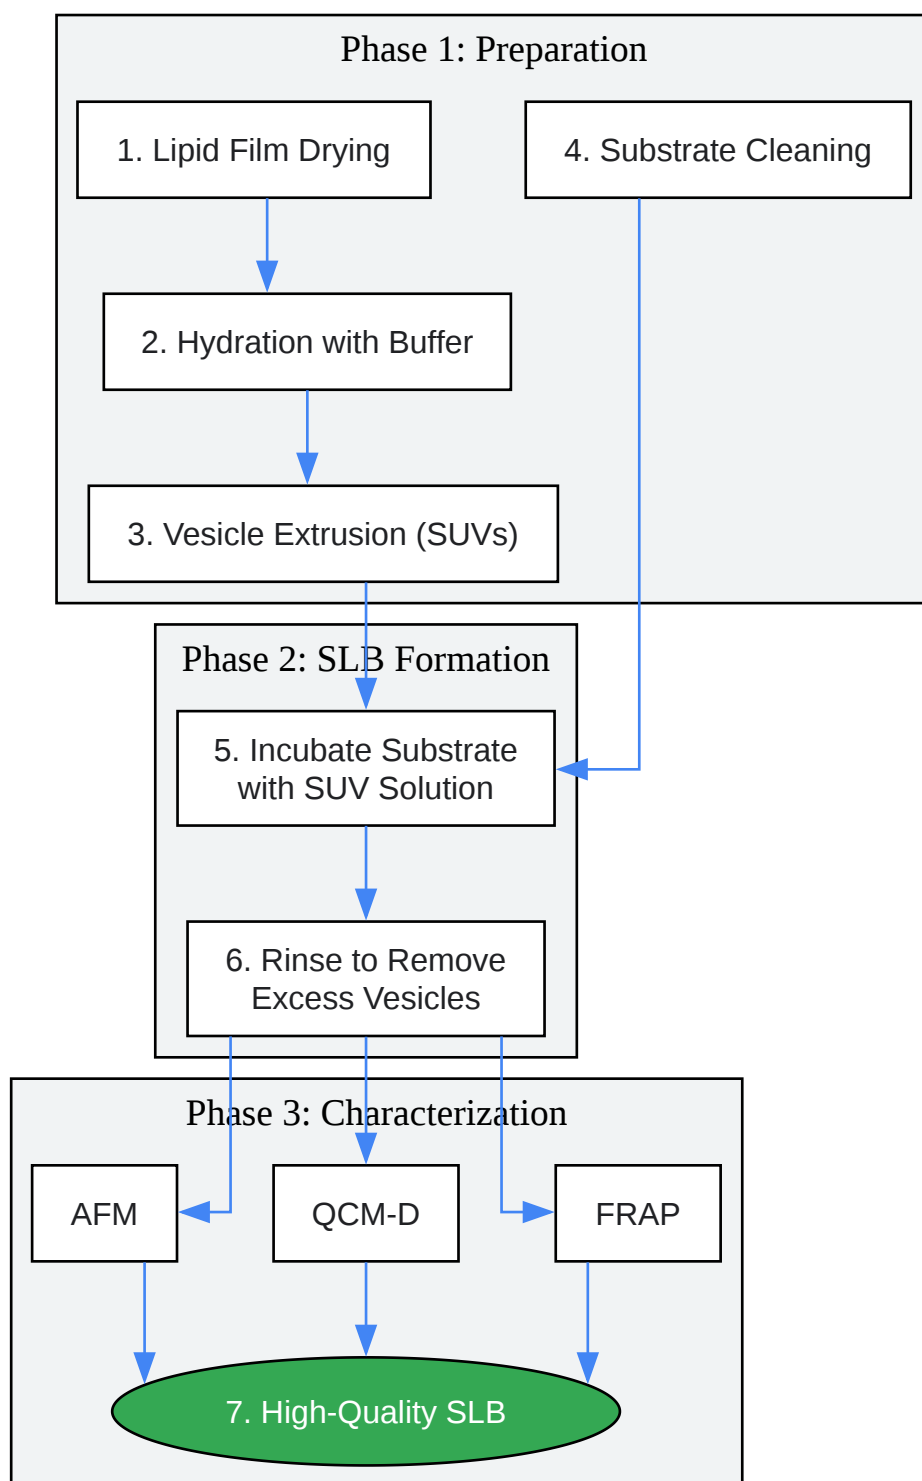 Phase 1: Preparation
1. Lipid Film Drying
4. Substrate Cleaning
2. Hydration with Buffer
3. Vesicle Extrusion (SUVs)
Phase 2: SLB Formation
5. Incubate Substrate
with SUV Solution
6. Rinse to Remove
Excess Vesicles
Phase 3: Characterization
AFM
QCM-D
FRAP
7. High-Quality SLB